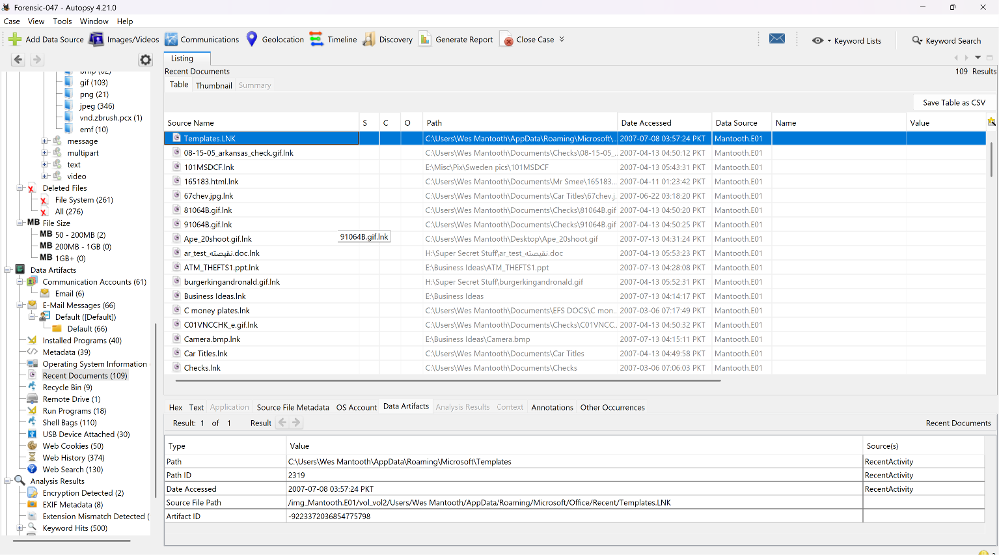 Forensic-047 - Autopsy 4.21.0
Case View Tools Window Help
Add Data Source Images/Videos Communications Geolocation Timeline Discovery Generate Report Close Case Keyword Lists Keyword Search
gif (103)
png (21)
jpeg (346)
vnd.zbrush.pcx (1)
emf (10)
message
multipart
text
video
Deleted Files
File System (261)
All (276)
MB File Size
MB 50 - 200MB (2)
MB 200MB - 1GB (0)
MB 1GB+ (0)
Data Artifacts
Communication Accounts (61)
Email (6)
E-Mail Messages (66)
Default ([Default])
Default (66)
Installed Programs (40)
Metadata (39)
Operating System Information
Recent Documents (109)
Recycle Bin (9)
Remote Drive (1)
Run Programs (18)
Shell Bags (110)
USB Device Attached (30)
Web Cookies (50)
Web History (374)
Web Search (130)
Analysis Results
Encryption Detected (2)
EXIF Metadata (8)
Extension Mismatch Detected (
Keyword Hits (500)
Listing
Recent Documents
109 Results
Table Thumbnail Summary
Save Table as CSV
Source Name S C O Path Date Accessed Data Source Name Value
Templates.LNK C:\Users\Wes Mantooth\AppData\Roaming\Microsoft\... 2007-07-08 03:57:24 PKT Mantooth.E01
08-15-05_arkansas_check.gif.lnk C:\Users\Wes Mantooth\Documents\Checks\08-15-05_... 2007-04-13 04:50:12 PKT Mantooth.E01
101MSDCF.lnk E:\Misc\Pix\Sweden pics\101MSDCF 2007-04-13 05:43:31 PKT Mantooth.E01
165183.html.lnk C:\Users\Wes Mantooth\Documents\Mr Smee\165183... 2007-04-11 01:23:42 PKT Mantooth.E01
67chev.jpg.lnk C:\Users\Wes Mantooth\Documents\Car Titles\67chev.j... 2007-06-22 03:18:20 PKT Mantooth.E01
81064B.gif.lnk C:\Users\Wes Mantooth\Documents\Checks\81064B.gif 2007-04-13 04:50:20 PKT Mantooth.E01
91064B.gif.lnk C:\Users\Wes Mantooth\Documents\Checks\91064B.gif 2007-04-13 04:50:25 PKT Mantooth.E01
91064B.gif.lnk
Ape_20shoot.gif.lnk C:\Users\Wes Mantooth\Desktop\Ape_20shoot.gif 2007-07-13 04:31:24 PKT Mantooth.E01
ar_test_نقيصته.doc.lnk H:\Super Secret Stuff\ar_test_نقيصته.doc 2007-04-13 05:53:23 PKT Mantooth.E01
ATM_THEFTS1.ppt.lnk E:\Business Ideas\ATM_THEFTS1.ppt 2007-07-13 04:28:08 PKT Mantooth.E01
burgerkingandronald.gif.lnk H:\Super Secret Stuff\burgerkingandronald.gif 2007-04-13 05:52:31 PKT Mantooth.E01
Business Ideas.lnk E:\Business Ideas 2007-07-13 04:14:17 PKT Mantooth.E01
C money plates.lnk C:\Users\Wes Mantooth\Documents\EFS DOCS\C mon... 2007-03-06 07:17:49 PKT Mantooth.E01
C01VNCCHK_e.gif.lnk C:\Users\Wes Mantooth\Documents\Checks\C01VNCC... 2007-04-13 04:50:32 PKT Mantooth.E01
Camera.bmp.lnk E:\Business Ideas\Camera.bmp 2007-07-13 04:15:11 PKT Mantooth.E01
Car Titles.lnk C:\Users\Wes Mantooth\Documents\Car Titles 2007-04-13 04:49:58 PKT Mantooth.E01
Checks.lnk C:\Users\Wes Mantooth\Documents\Checks 2007-03-06 07:06:03 PKT Mantooth.E01
Hex Text Application Source File Metadata OS Account Data Artifacts Analysis Results Context Annotations Other Occurrences
Result: 1 of 1 Result Recent Documents
Type Value Source(s)
Path C:\Users\Wes Mantooth\AppData\Roaming\Microsoft\Templates RecentActivity
Path ID 2319 RecentActivity
Date Accessed 2007-07-08 03:57:24 PKT RecentActivity
Source File Path /img_Mantooth.E01/vol_vol2/Users/Wes Mantooth/AppData/Roaming/Microsoft/Office/Recent/Templates.LNK
Artifact ID -9223372036854775798